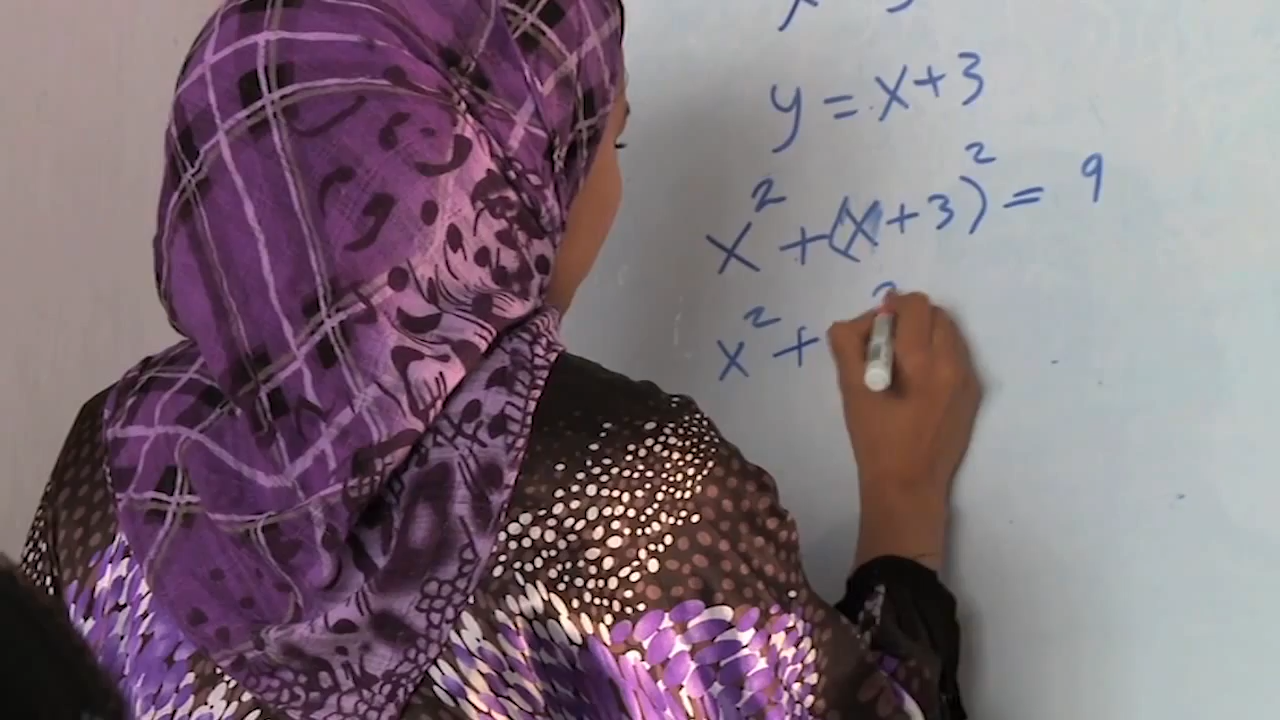 y = x + 3
x² + (x + 3)² = 9
x² +